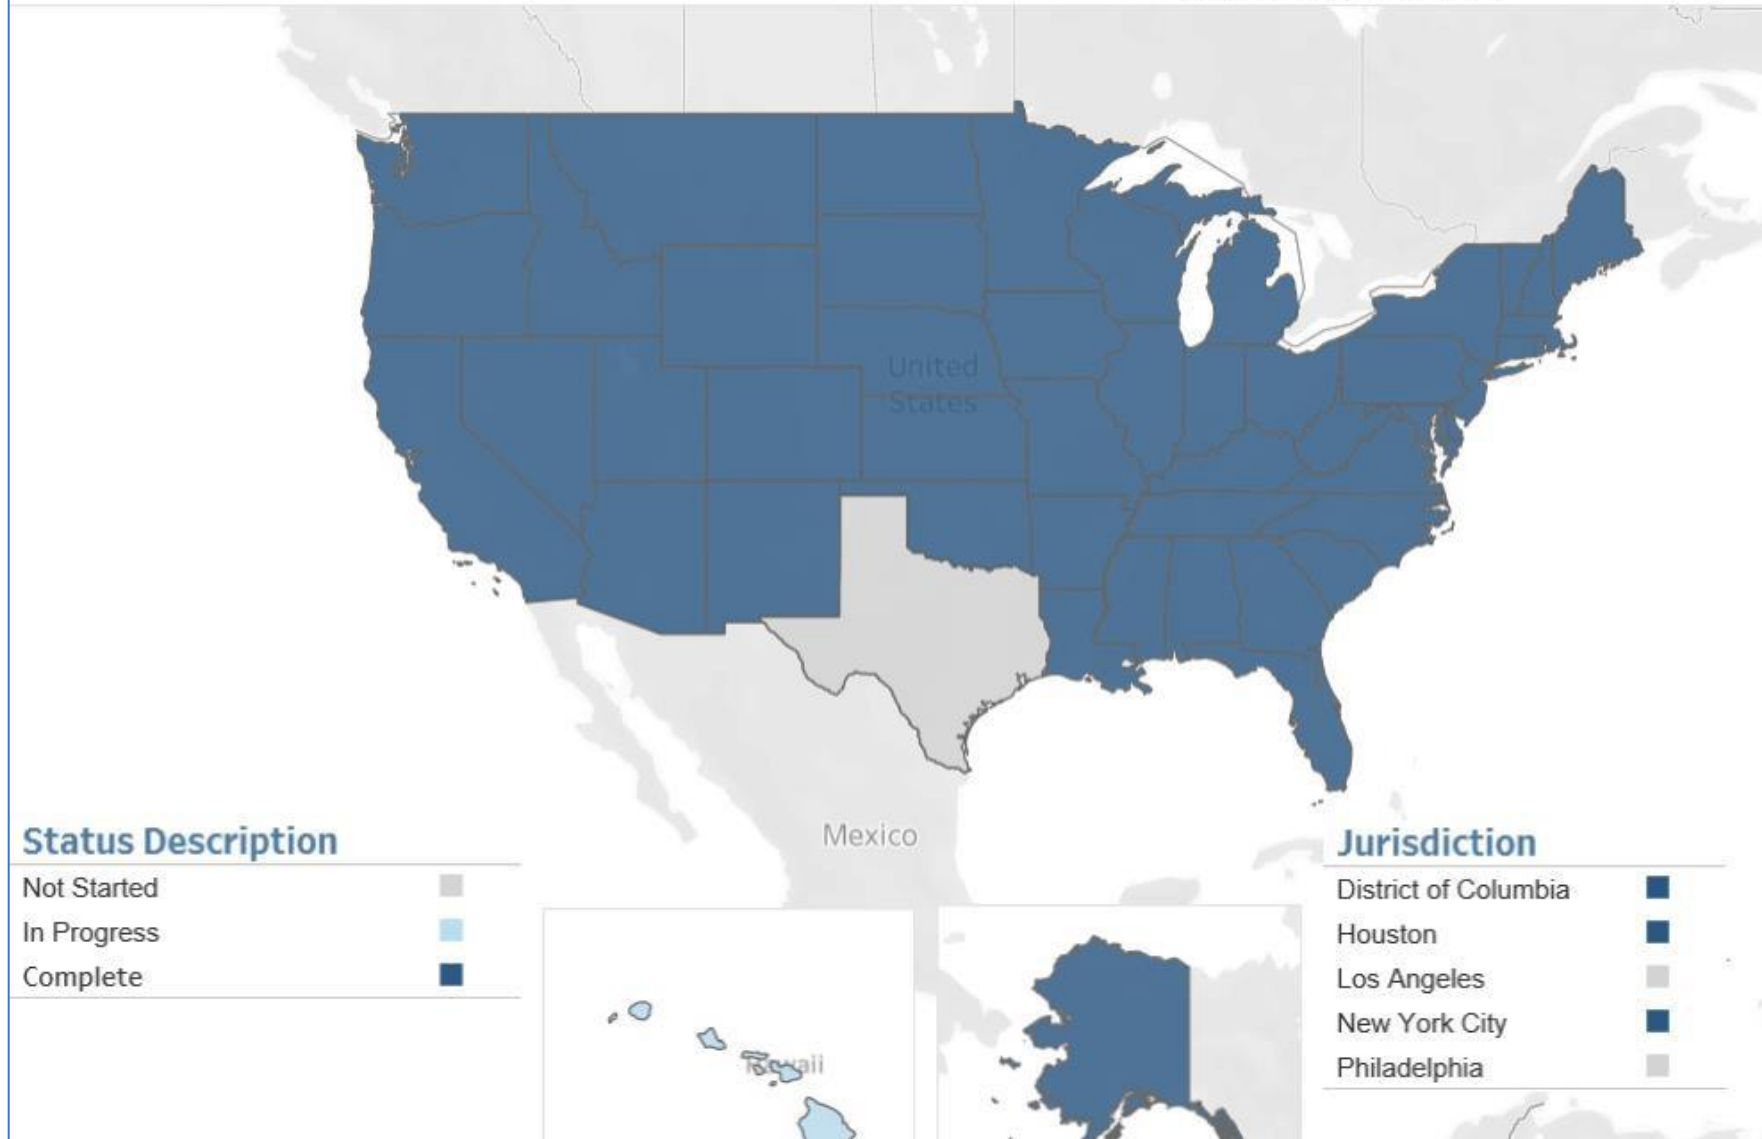 United
States
Mexico
Status Description
Not Started
In Progress
Complete
Hawaii
Jurisdiction
District of Columbia
Houston
Los Angeles
New York City
Philadelphia